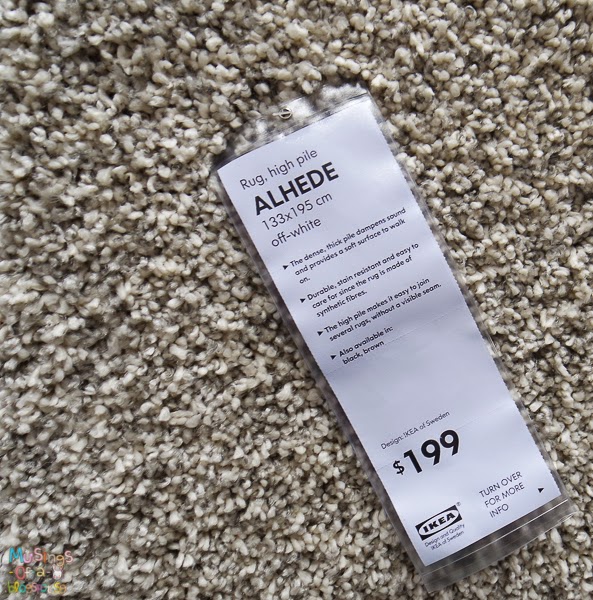 Rug, high pile
ALHEDE
133x195 cm
off-white
▸ The dense, thick pile dampens sound
and provides a soft surface to walk
on.
▸ Durable, stain resistant and easy to
care for since the rug is made of
synthetic fibres.
▸ The high pile makes it easy to join
several rugs, without a visible seam.
▸ Also available in:
black, brown
Design: IKEA of Sweden
$199
IKEA
Design and Quality
IKEA of Sweden
TURN OVER
FOR MORE
INFO ▸
Musings
of a